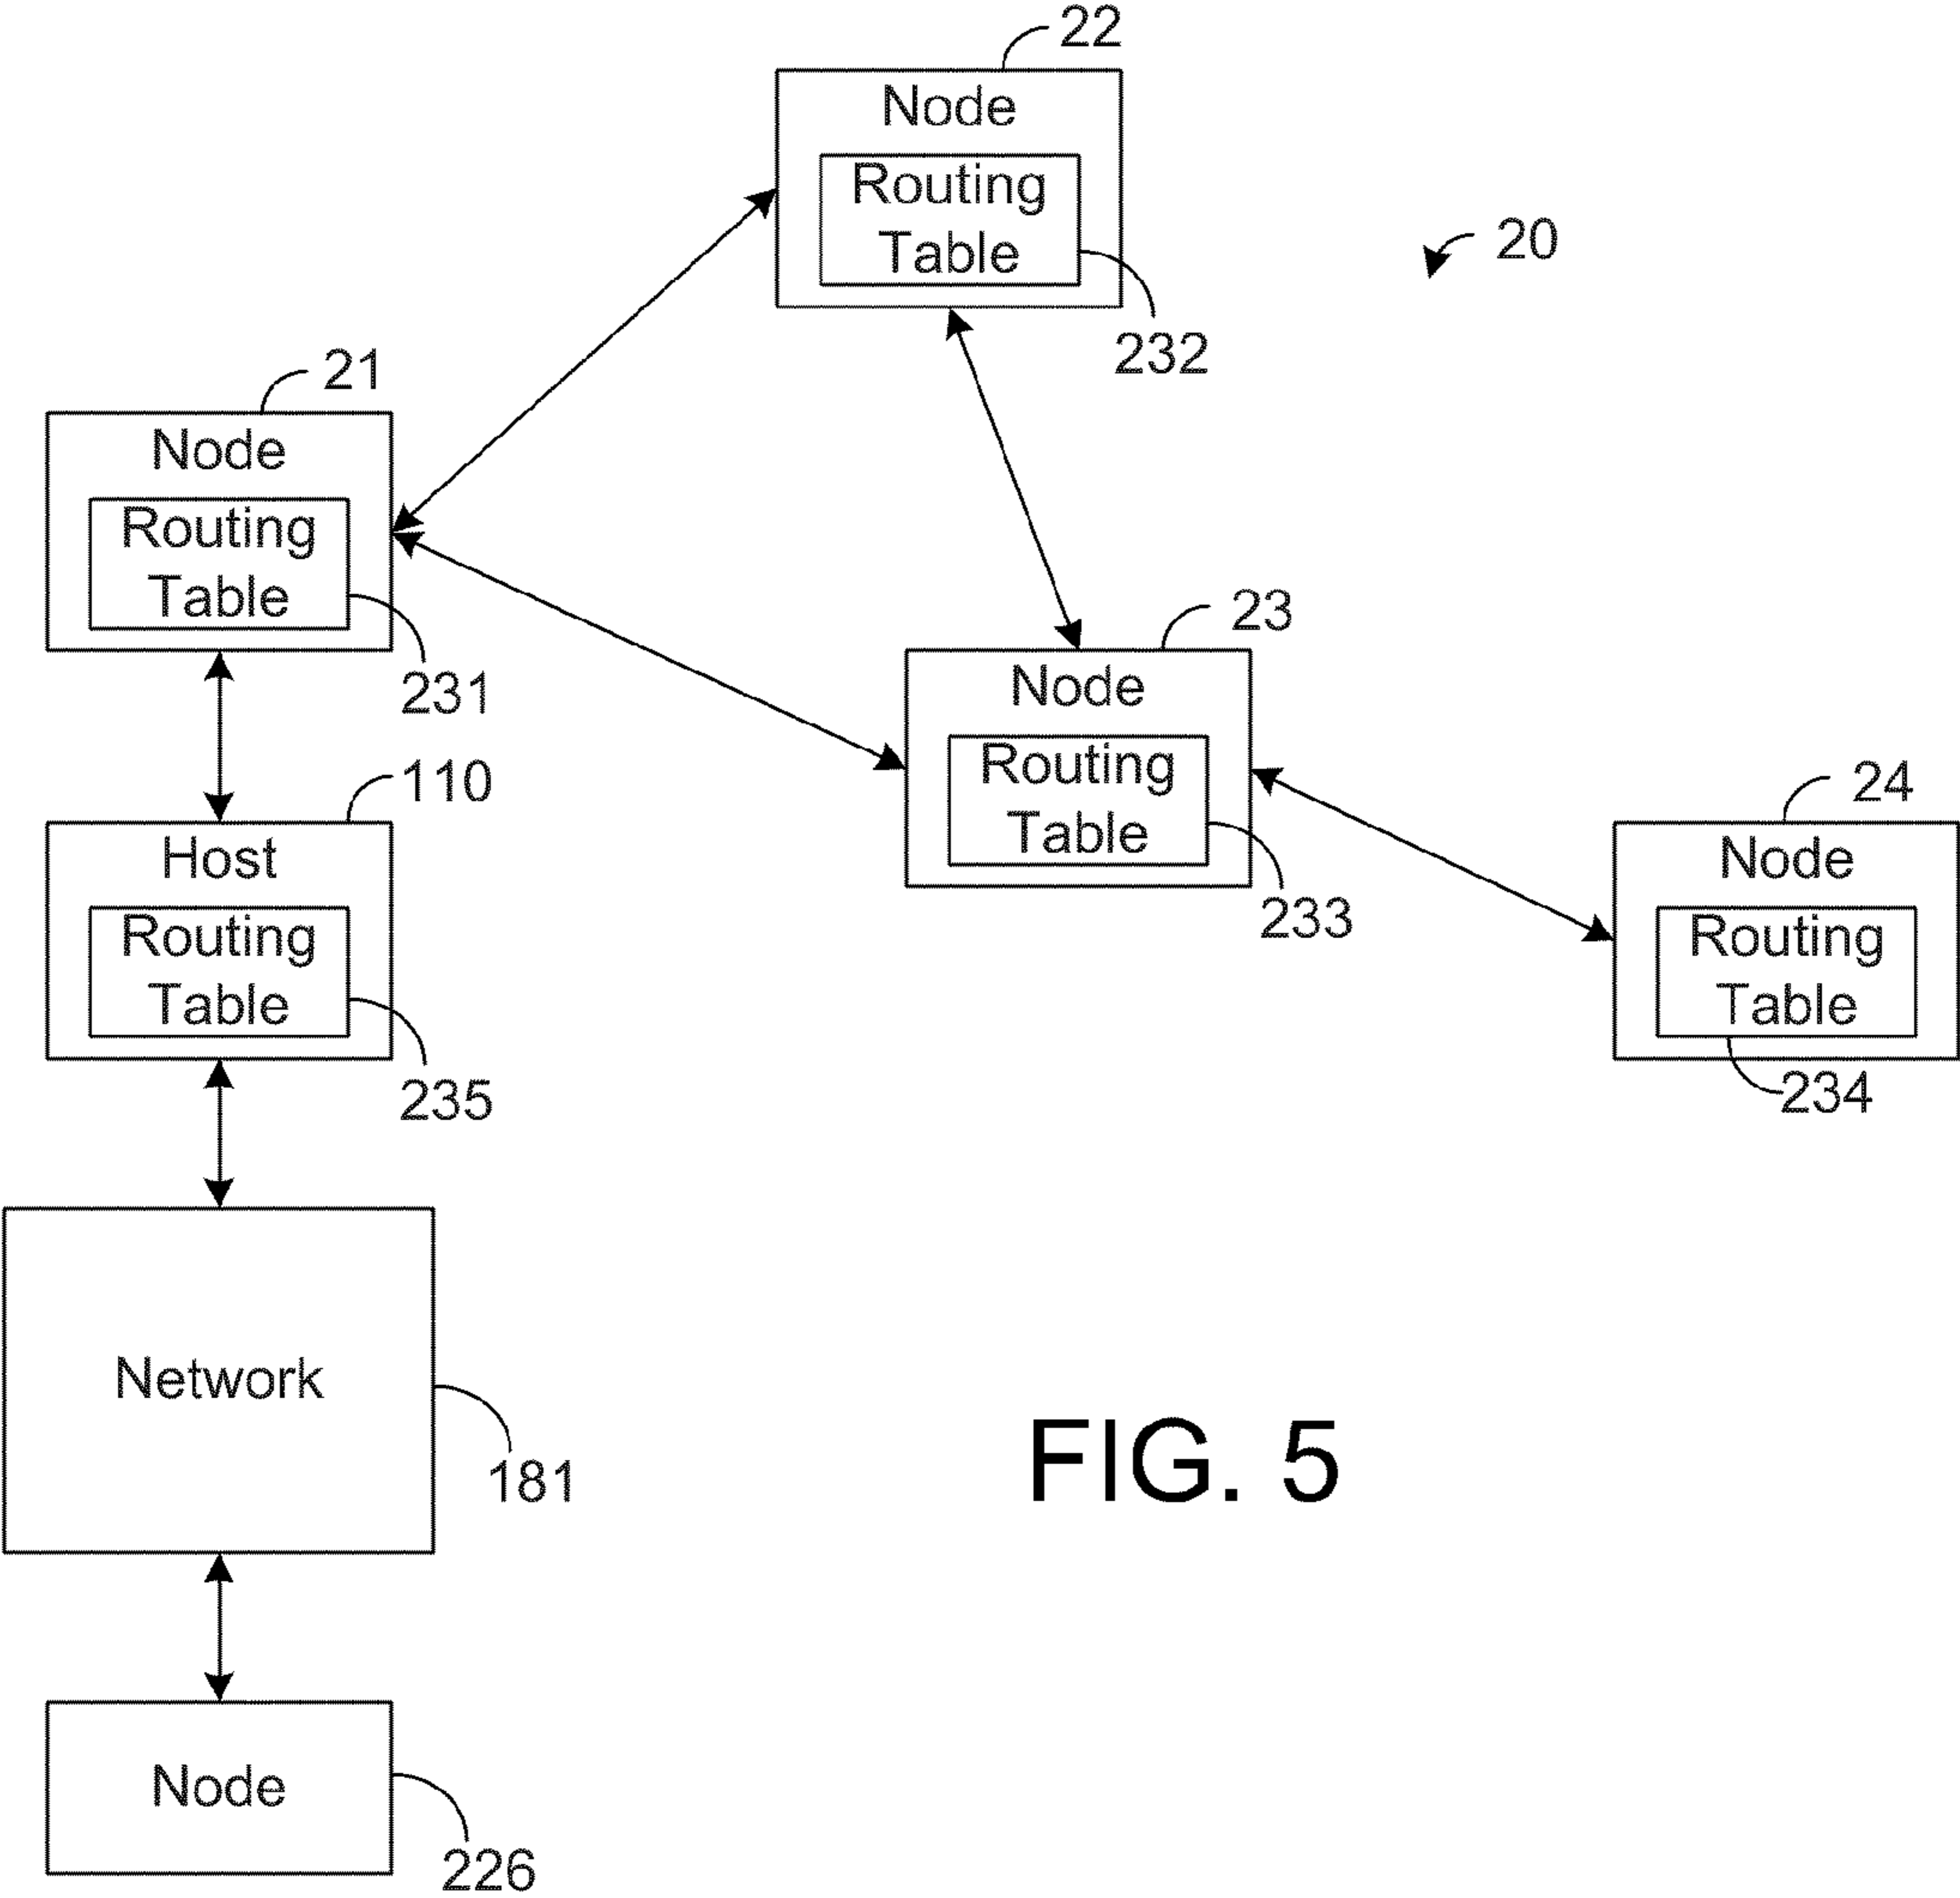 22
Node
Routing
Table
232
20
21
Node
Routing
Table
231
23
Node
Routing
Table
233
110
Host
Routing
Table
235
24
Node
Routing
Table
234
Network
181
FIG. 5
Node
226